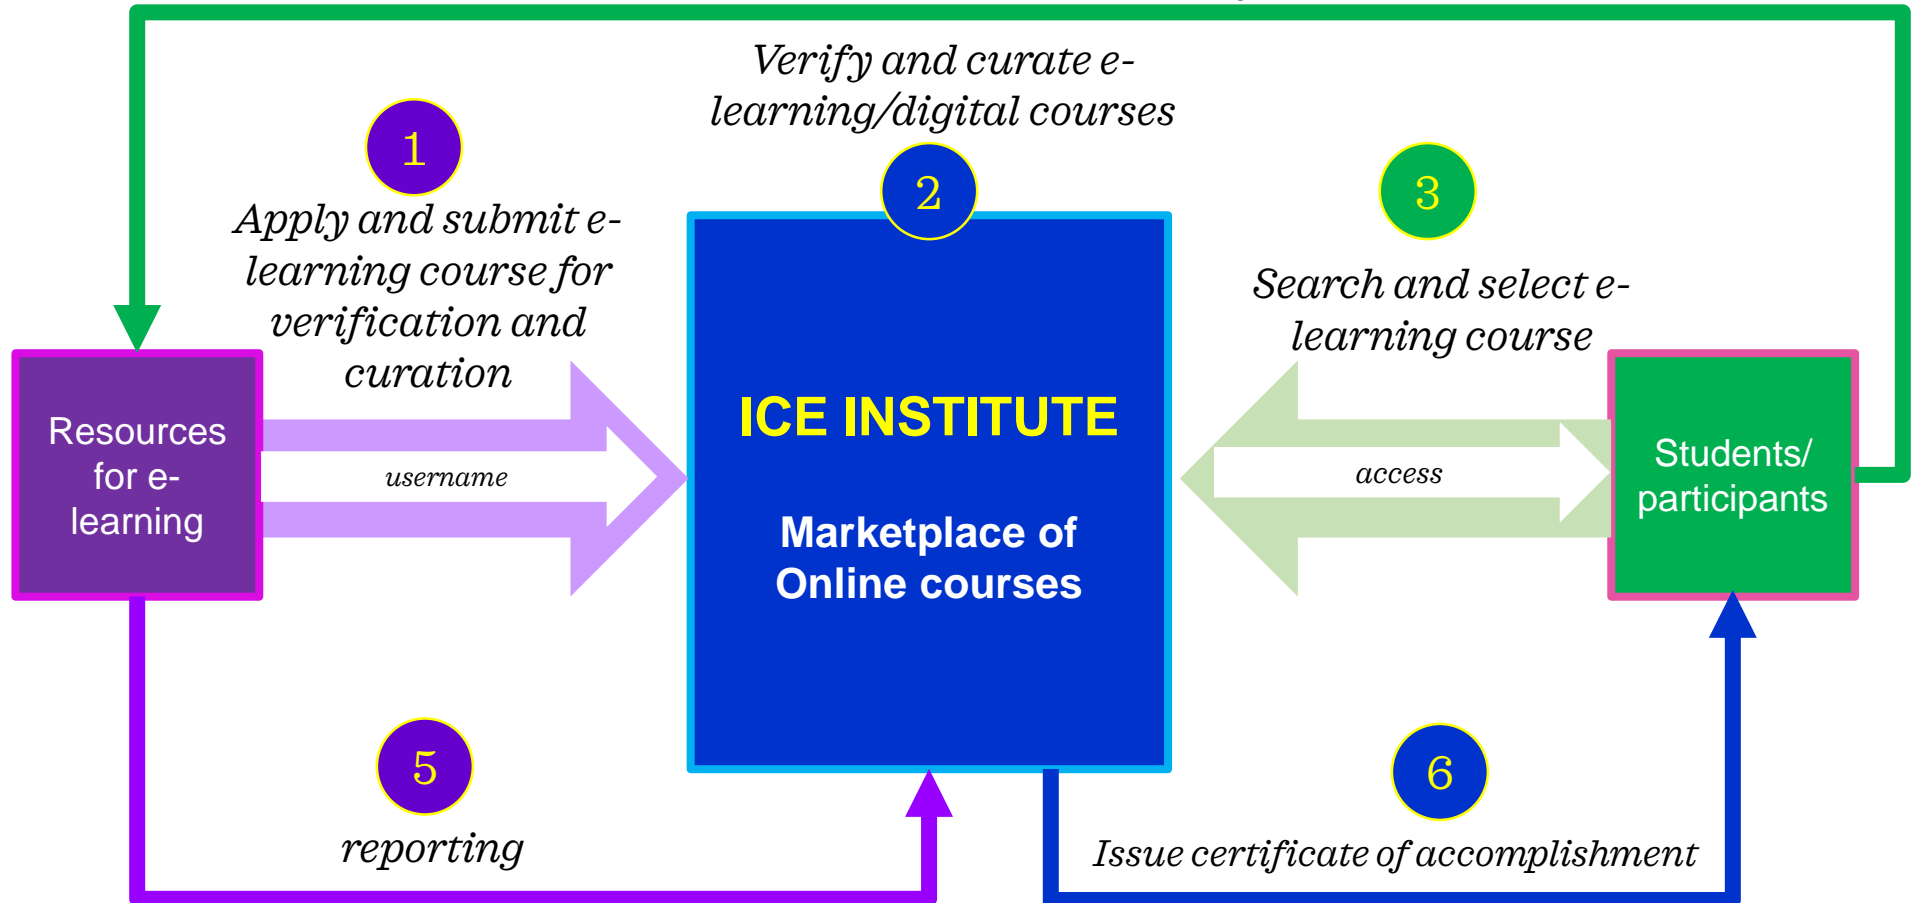 Verify and curate e-
learning/digital courses
1
Apply and submit e-
learning course for
verification and
curation
2
3
Search and select e-
learning course
Resources
for e-
learning
username
ICE INSTITUTE
Marketplace of
Online courses
access
Students/
participants
5
reporting
6
Issue certificate of accomplishment